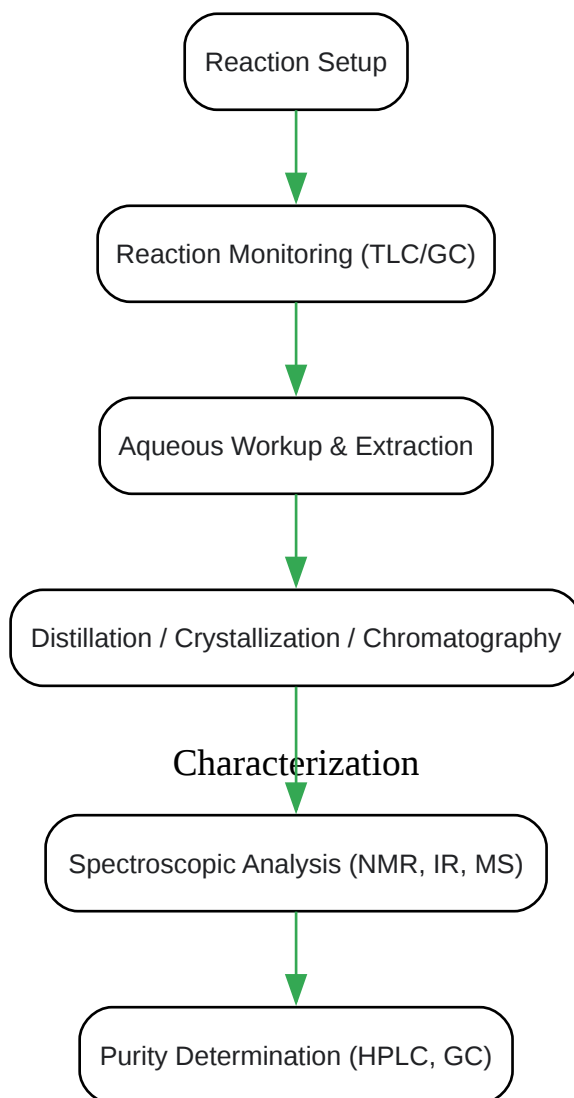 Reaction Setup
Reaction Monitoring (TLC/GC)
Aqueous Workup & Extraction
Distillation / Crystallization / Chromatography
Characterization
Spectroscopic Analysis (NMR, IR, MS)
Purity Determination (HPLC, GC)